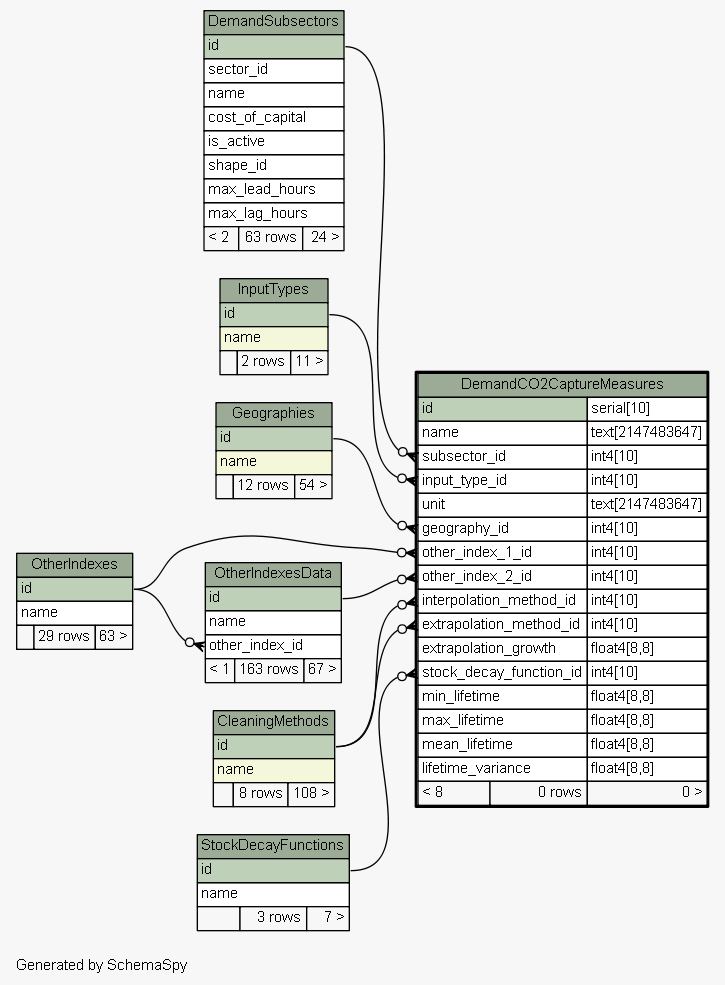 DemandSubsectors
id
sector_id
name
cost_of_capital
is_active
shape_id
max_lead_hours
max_lag_hours
< 2 63 rows 24 >
InputTypes
id
name
2 rows 11 >
Geographies
id
name
12 rows 54 >
OtherIndexes
id
name
29 rows 63 >
OtherIndexesData
id
name
other_index_id
< 1 163 rows 67 >
CleaningMethods
id
name
8 rows 108 >
StockDecayFunctions
id
name
3 rows 7 >
DemandCO2CaptureMeasures
id serial[10]
name text[2147483647]
subsector_id int4[10]
input_type_id int4[10]
unit text[2147483647]
geography_id int4[10]
other_index_1_id int4[10]
other_index_2_id int4[10]
interpolation_method_id int4[10]
extrapolation_method_id int4[10]
extrapolation_growth float4[8,8]
stock_decay_function_id int4[10]
min_lifetime float4[8,8]
max_lifetime float4[8,8]
mean_lifetime float4[8,8]
lifetime_variance float4[8,8]
< 8 0 rows 0 >
Generated by SchemaSpy